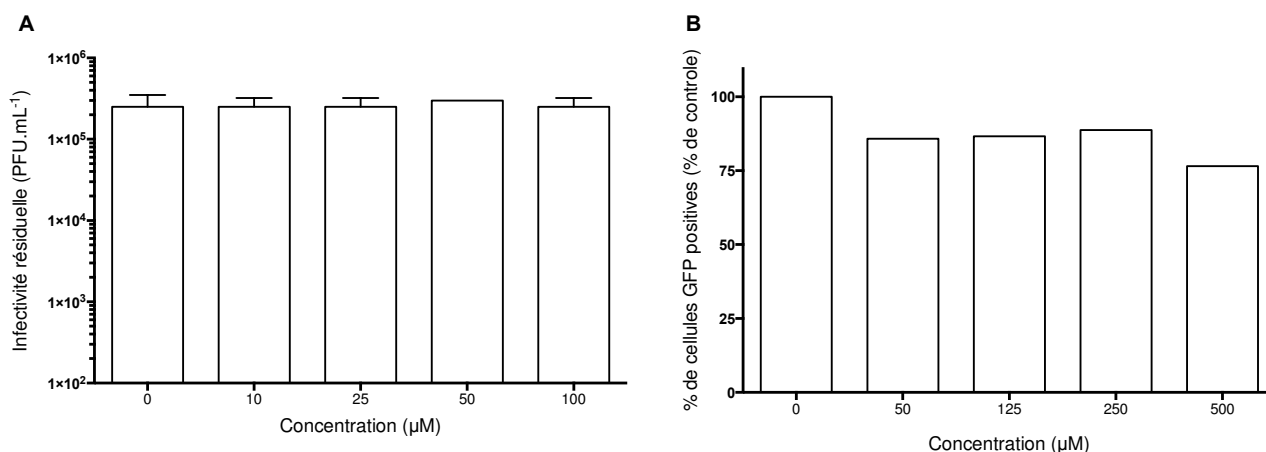 A
Infectivité résiduelle (PFU.mL⁻¹)
1×10⁶
1×10⁵
1×10⁴
1×10³
1×10²
0 10 25 50 100
Concentration (µM)
B
% de cellules GFP positives (% de controle)
100
75
50
25
0
0 50 125 250 500
Concentration (µM)